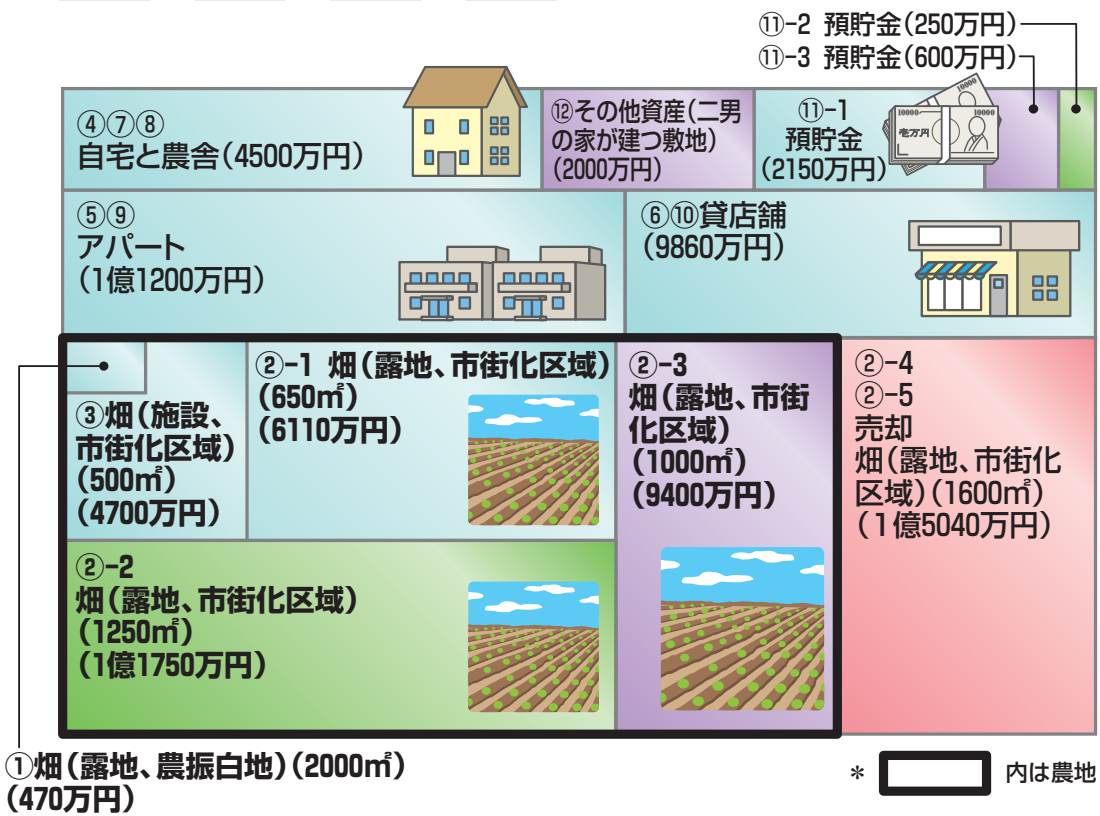 ⑪-2 預貯金(250万円)
⑪-3 預貯金(600万円)
④⑦⑧
自宅と農舎(4500万円)
⑫その他資産(二男
の家が建つ敷地)
(2000万円)
⑪-1
預貯金
(2150万円)
10000
10000
10000
壱万円
⑤⑨
アパート
(1億1200万円)
⑥⑩貸店舗
(9860万円)
③畑(施設、
市街化区域)
(500㎡)
(4700万円)
②-1 畑(露地、市街化区域)
(650㎡)
(6110万円)
②-3
畑(露地、市街
化区域)
(1000㎡)
(9400万円)
②-4
②-5
売却
畑(露地、市街化
区域)(1600㎡)
(1億5040万円)
②-2
畑(露地、市街化区域)
(1250㎡)
(1億1750万円)
①畑(露地、農振白地)(2000㎡)
(470万円)
* 内は農地